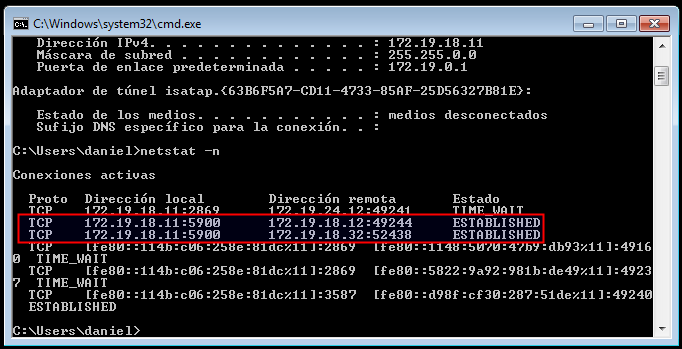 C:\Windows\system32\cmd.exe
Dirección IPv4. . . . . . . . . . . . . . : 172.19.18.11
Máscara de subred . . . . . . . . . . . . : 255.255.0.0
Puerta de enlace predeterminada . . . . . : 172.19.0.1
Adaptador de túnel isatap.{63B6F5A7-CD11-4733-85AF-25D56327B81E}:
Estado de los medios. . . . . . . . . . . : medios desconectados
Sufijo DNS específico para la conexión. . :
C:\Users\daniel>netstat -n
Conexiones activas
Proto  Dirección local        Dirección remota       Estado
TCP    172.19.18.11:2869      172.19.24.12:49241     TIME_WAIT
TCP    172.19.18.11:5900      172.19.18.12:49244     ESTABLISHED
TCP    172.19.18.11:5900      172.19.18.32:52438     ESTABLISHED
TCP    [fe80::114b:c06:258e:81dc%11]:2869  [fe80::1148:5070:47b9:db93%11]:4916
0  TIME_WAIT
TCP    [fe80::114b:c06:258e:81dc%11]:2869  [fe80::5822:9a92:981b:de49%11]:4923
7  TIME_WAIT
TCP    [fe80::114b:c06:258e:81dc%11]:3587  [fe80::d98f:cf30:287:51de%11]:49240
ESTABLISHED
C:\Users\daniel>